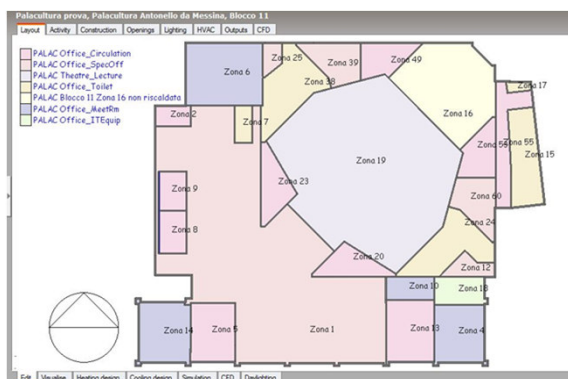 Palacultura prova, Palacultura Antonello da Messina, Blocco 11
Layout Activity Construction Openings Lighting HVAC Outputs CFD
PALAC Office_Circulation
PALAC Office_SpecOff
PALAC Theatre_Lecture
PALAC Office_Toilet
PALAC Blocco 11 Zona 16 non riscaldata
PALAC Office_MeetRm
PALAC Office_ITEquip
Zona 6
Zona 25
Zona 38
Zona 39
Zona 49
Zona 17
Zona 2
Zona 7
Zona 16
Zona 59
Zona 55
Zona 15
Zona 19
Zona 23
Zona 9
Zona 8
Zona 60
Zona 24
Zona 20
Zona 12
Zona 10
Zona 18
Zona 14
Zona 5
Zona 1
Zona 13
Zona 4
Edit Visualise Heating design Cooling design Simulation CFD Daylighting